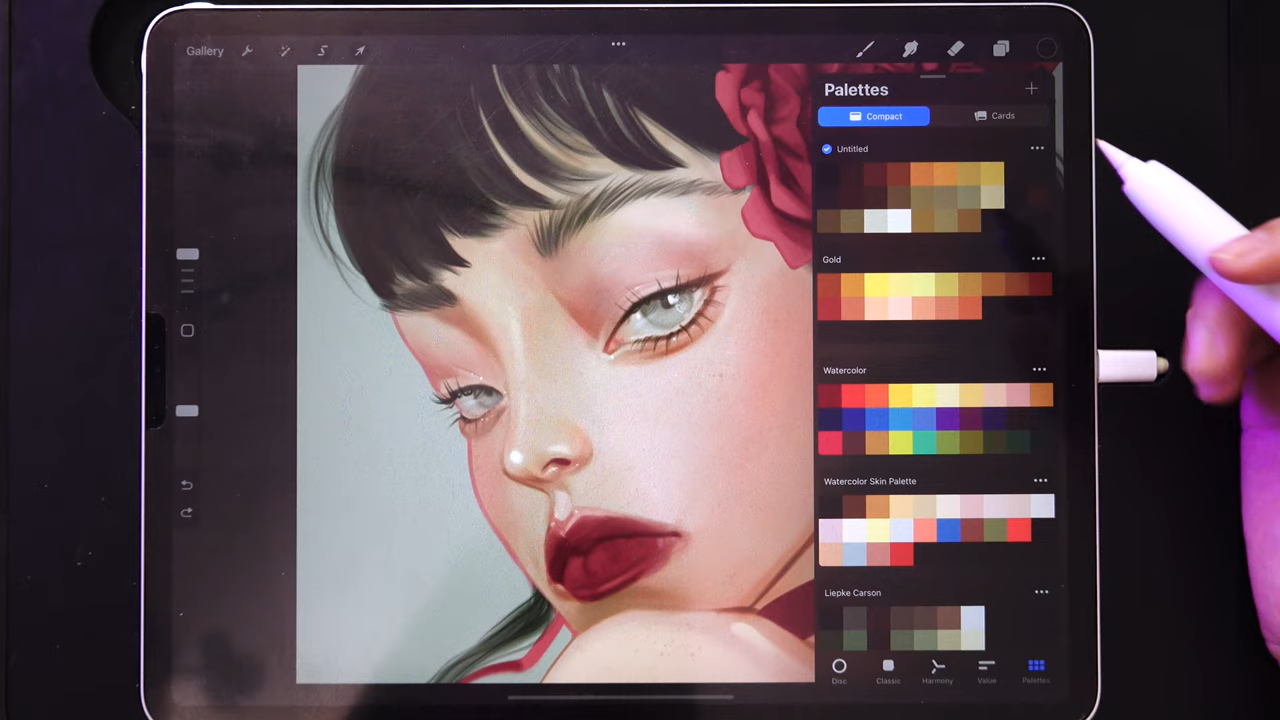 Gallery
Palettes
Compact
Cards
Untitled
Gold
Watercolor
Watercolor Skin Palette
Liepke Carson
Disc
Classic
Harmony
Value
Palettes